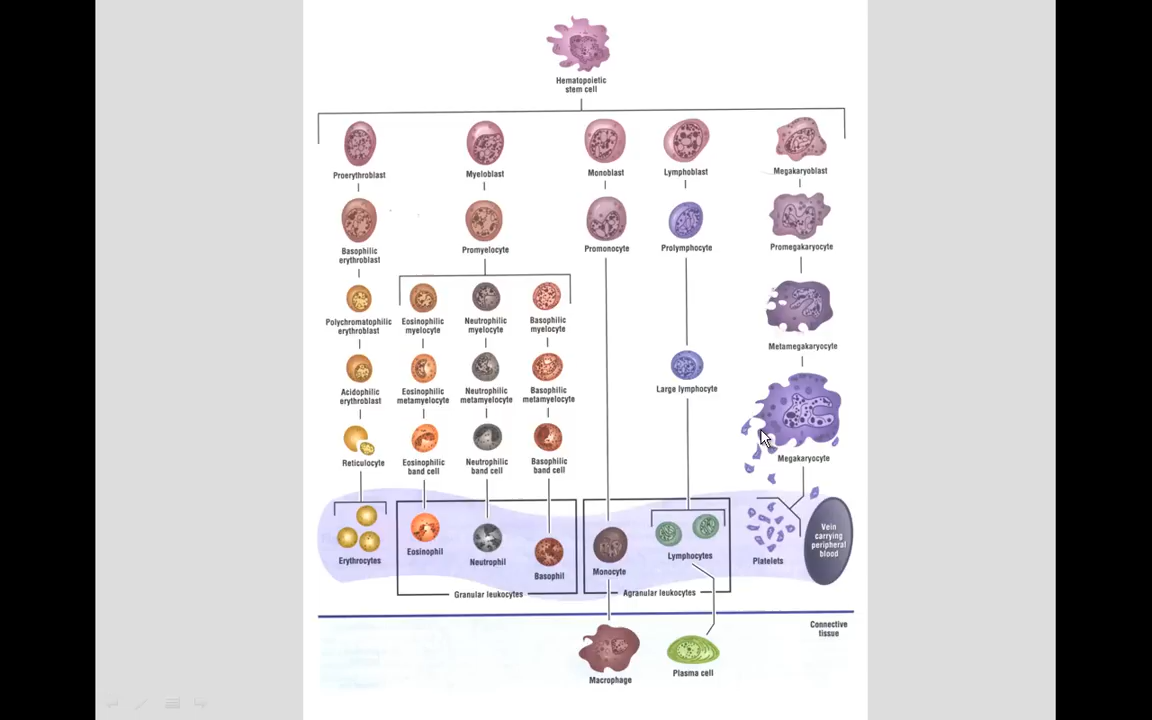 Hematopoietic
stem cell
Proerythroblast
Myeloblast
Monoblast
Lymphoblast
Megakaryoblast
Basophilic
erythroblast
Promyelocyte
Promonocyte
Prolymphocyte
Promegakaryocyte
Polychromatophilic
erythroblast
Eosinophilic
myelocyte
Neutrophilic
myelocyte
Basophilic
myelocyte
Metamegakaryocyte
Acidophilic
erythroblast
Eosinophilic
metamyelocyte
Neutrophilic
metamyelocyte
Basophilic
metamyelocyte
Large lymphocyte
Reticulocyte
Eosinophilic
band cell
Neutrophilic
band cell
Basophilic
band cell
Megakaryocyte
Erythrocytes
Eosinophil
Neutrophil
Basophil
Monocyte
Lymphocytes
Platelets
Vein
carrying
peripheral
blood
Granular leukocytes
Agranular leukocytes
Connective
tissue
Macrophage
Plasma cell